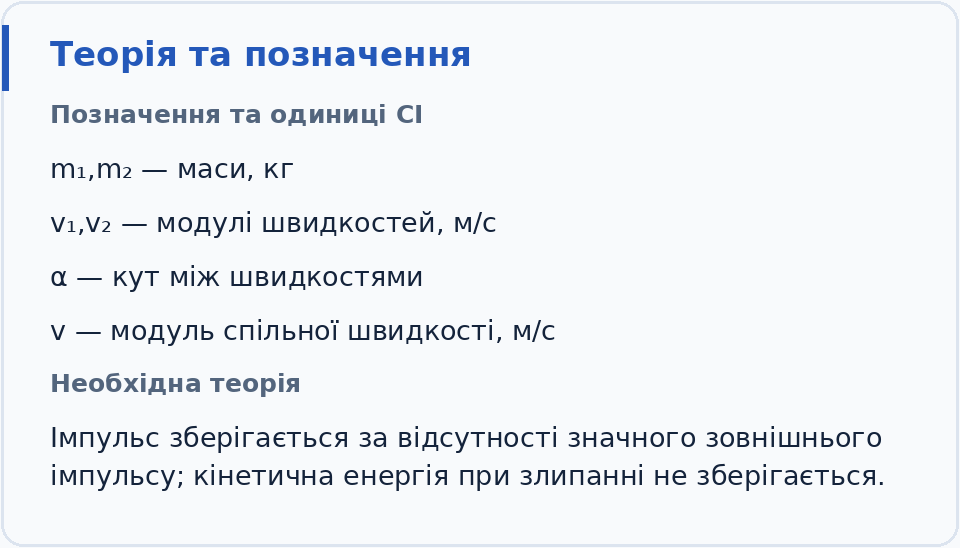 Теорія та позначення
Позначення та одиниці СІ
m₁,m₂ — маси, кг
v₁,v₂ — модулі швидкостей, м/с
α — кут між швидкостями
v — модуль спільної швидкості, м/с
Необхідна теорія
Імпульс зберігається за відсутності значного зовнішнього
імпульсу; кінетична енергія при злипанні не зберігається.